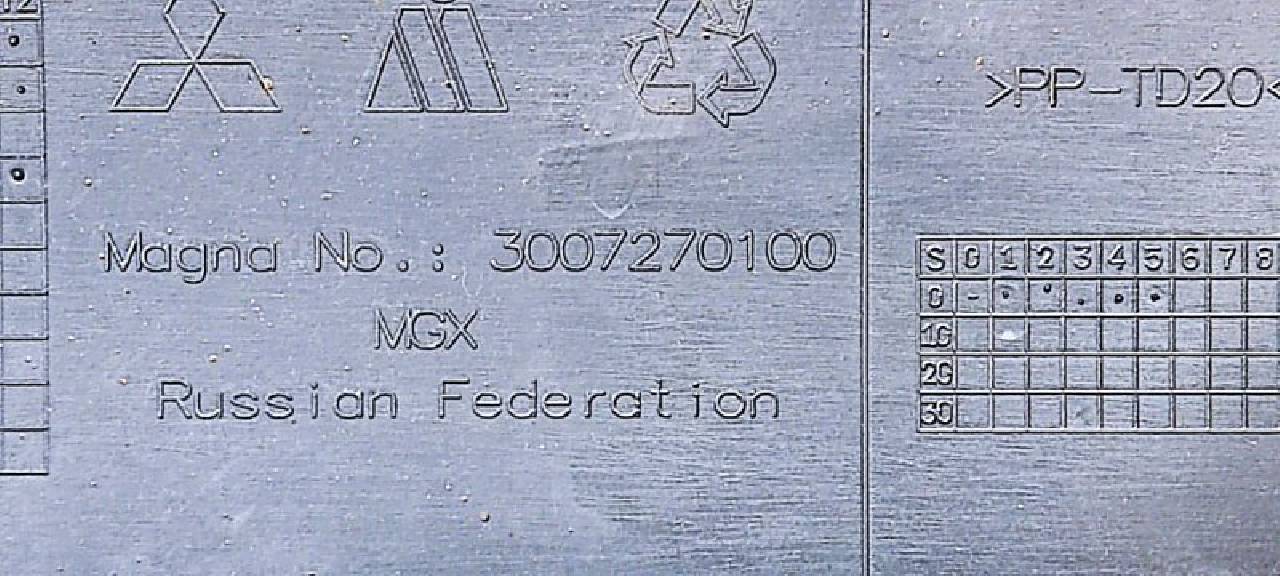 12
>PP-TD20<
Magna No.: 3007270100
MGX
Russian Federation
S 0 1 2 3 4 5 6 7 8
0
10
20
30